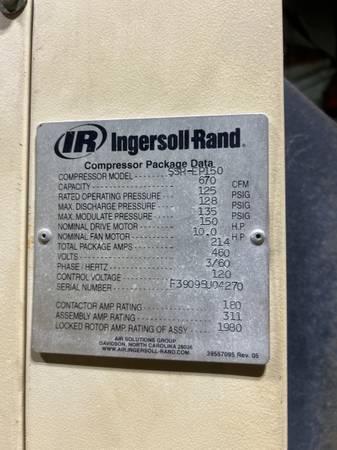 IR Ingersoll-Rand
Compressor Package Data
COMPRESSOR MODEL SSR-EP150
CAPACITY 670 CFM
RATED OPERATING PRESSURE 125 PSIG
MAX. DISCHARGE PRESSURE 128 PSIG
MAX. MODULATE PRESSURE 135 PSIG
NOMINAL DRIVE MOTOR 150 H.P
NOMINAL FAN MOTOR 10.0 H.P
TOTAL PACKAGE AMPS 214
VOLTS 460
PHASE / HERTZ 3/60
CONTROL VOLTAGE 120
SERIAL NUMBER F39095U04270
CONTACTOR AMP RATING 180
ASSEMBLY AMP RATING 311
LOCKED ROTOR AMP RATING OF ASSY 1980
AIR SOLUTIONS GROUP
DAVIDSON, NORTH CAROLINA 28036
WWW.AIR.INGERSOLL-RAND.COM
39557095 Rev. 05